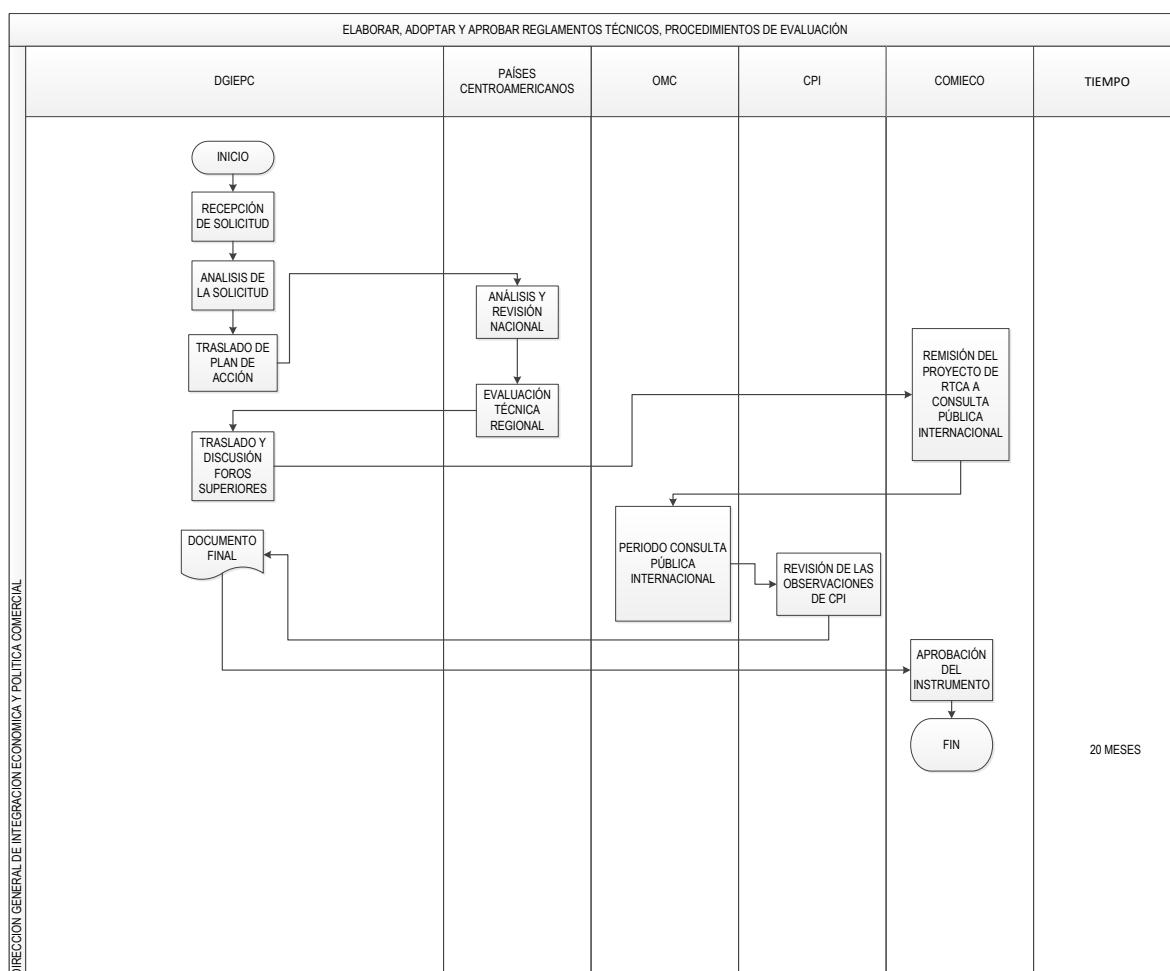 ELABORAR, ADOPTAR Y APROBAR REGLAMENTOS TÉCNICOS, PROCEDIMIENTOS DE EVALUACIÓN
DGIEPC
PAÍSES
CENTROAMERICANOS
OMC
CPI
COMIECO
TIEMPO
INICIO
RECEPCIÓN
DE SOLICITUD
ANALISIS DE
LA SOLICITUD
TRASLADO DE
PLAN DE
ACCIÓN
ANÁLISIS Y
REVISIÓN
NACIONAL
EVALUACIÓN
TÉCNICA
REGIONAL
TRASLADO Y
DISCUSIÓN
FOROS
SUPERIORES
REMISIÓN DEL
PROYECTO DE
RTCA A
CONSULTA
PÚBLICA
INTERNACIONAL
PERIODO CONSULTA
PÚBLICA
INTERNACIONAL
REVISIÓN DE LAS
OBSERVACIONES
DE CPI
DOCUMENTO
FINAL
APROBACIÓN
DEL
INSTRUMENTO
FIN
20 MESES
DIRECCION GENERAL DE INTEGRACION ECONOMICA Y POLITICA COMERCIAL